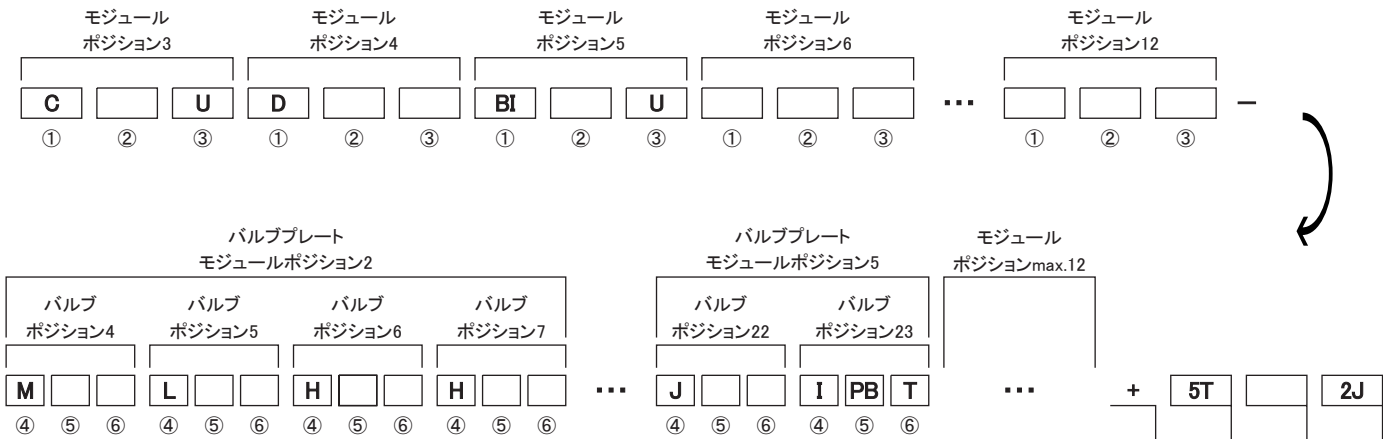 モジュール モジュール モジュール モジュール モジュール
ポジション3 ポジション4 ポジション5 ポジション6 ポジション12
C U D BI U … −
① ② ③ ① ② ③ ① ② ③ ① ② ③ ① ② ③
バルブプレート バルブプレート モジュール
モジュールポジション2 モジュールポジション5 ポジションmax.12
バルブ バルブ バルブ バルブ バルブ バルブ
ポジション4 ポジション5 ポジション6 ポジション7 ポジション22 ポジション23
M L H H … J I PB T … + 5T 2J
④ ⑤ ⑥ ④ ⑤ ⑥ ④ ⑤ ⑥ ④ ⑤ ⑥ ④ ⑤ ⑥ ④ ⑤ ⑥